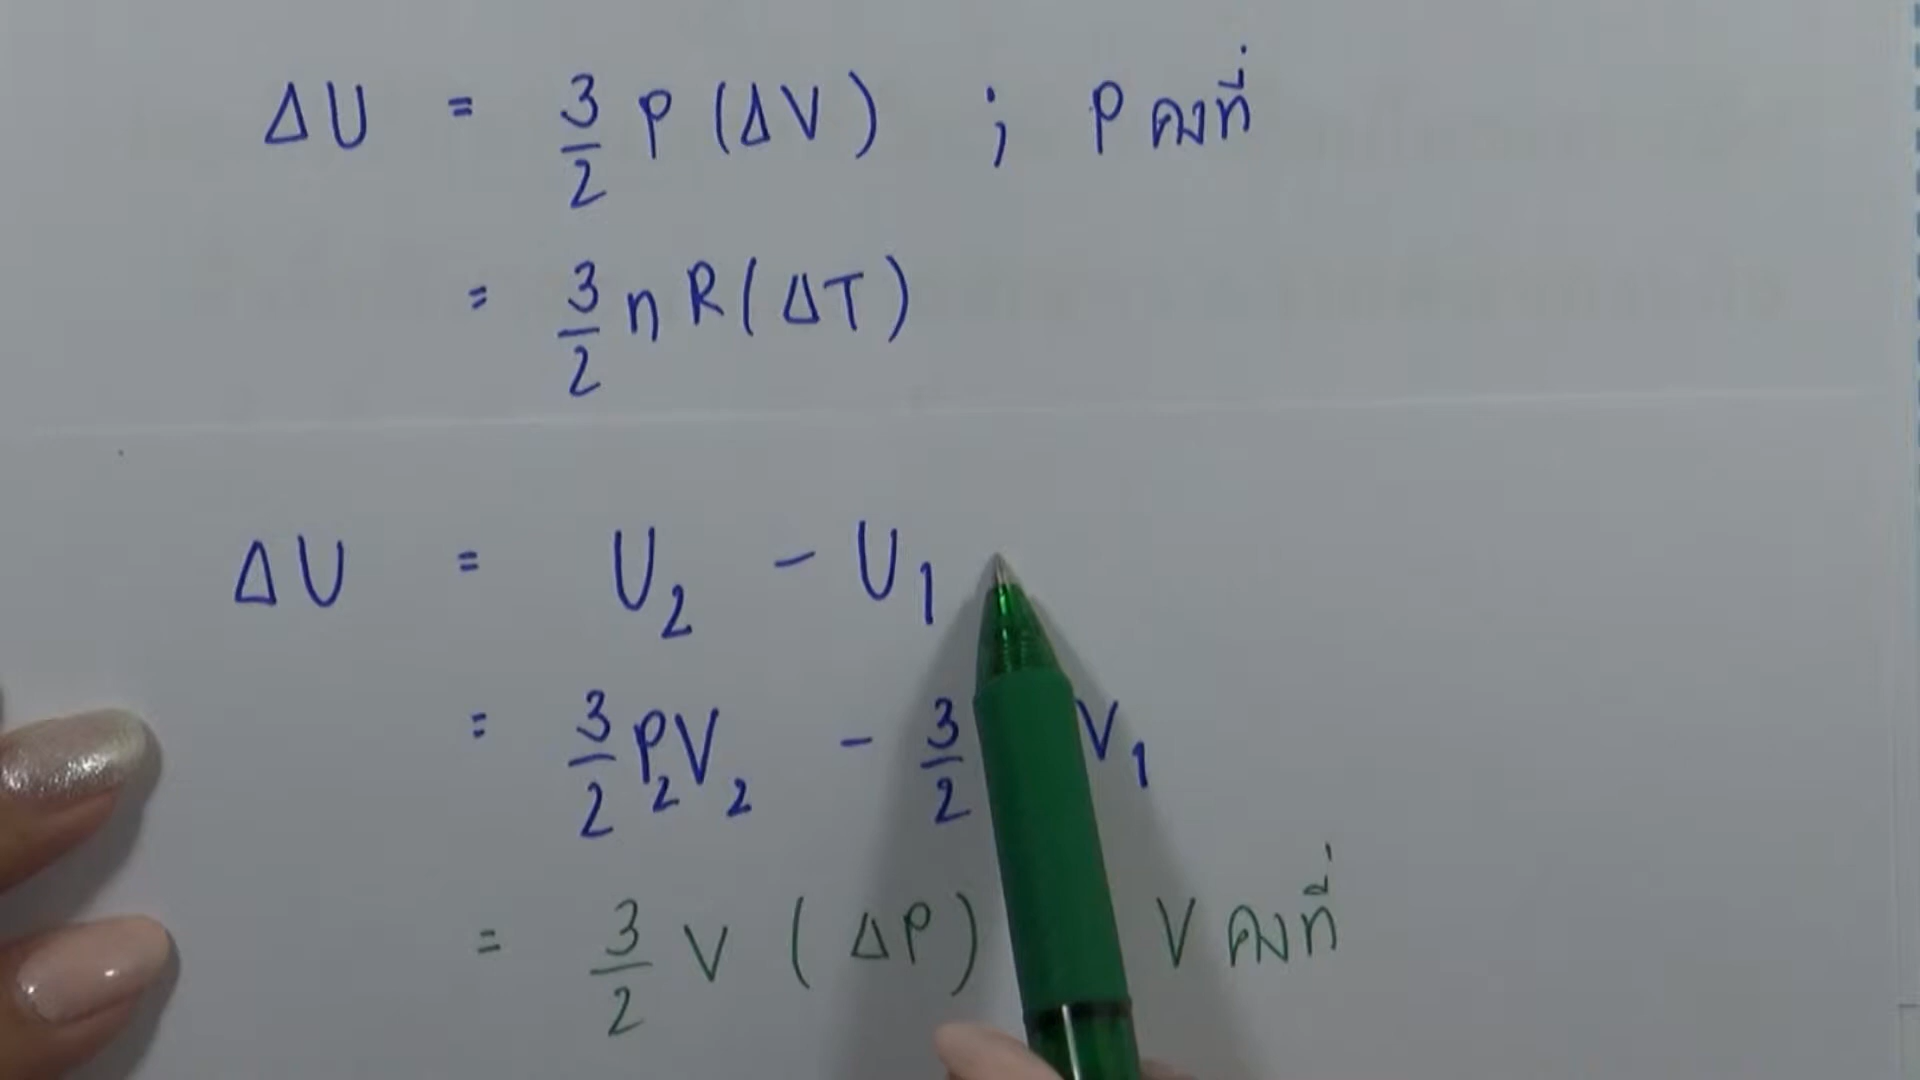 ΔU = 3/2 P (ΔV) ; P คงที่
= 3/2 n R (ΔT)
ΔU = U₂ - U₁
= 3/2 P₂V₂ - 3/2 V₁
= 3/2 V (ΔP) V คงที่